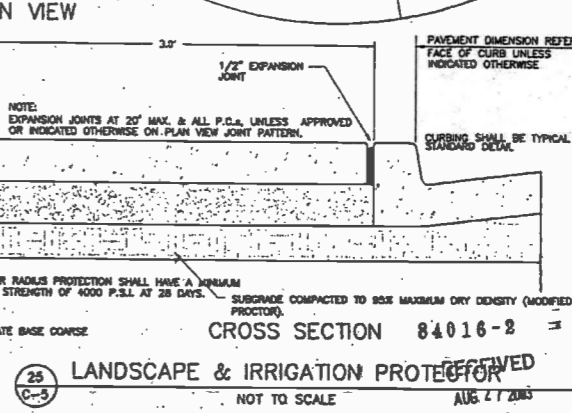 N VIEW
3.0'
1/2" EXPANSION
JOINT
PAVEMENT DIMENSION REFER
FACE OF CURB UNLESS
INDICATED OTHERWISE
NOTE:
EXPANSION JOINTS AT 20' MAX. & ALL P.C.s, UNLESS APPROVED
OR INDICATED OTHERWISE ON PLAN VIEW JOINT PATTERN.
CURBING SHALL BE TYPICAL
STANDARD DETAIL
R RADIUS PROTECTION SHALL HAVE A MINIMUM
STRENGTH OF 4000 P.S.I. AT 28 DAYS.
SUBGRADE COMPACTED TO 95% MAXIMUM DRY DENSITY (MODIFIED
PROCTOR).
ATE BASE COARSE
CROSS SECTION 84016-2
25
C-5
LANDSCAPE & IRRIGATION PROTECTOR
RECEIVED
NOT TO SCALE
AUG 27 2003